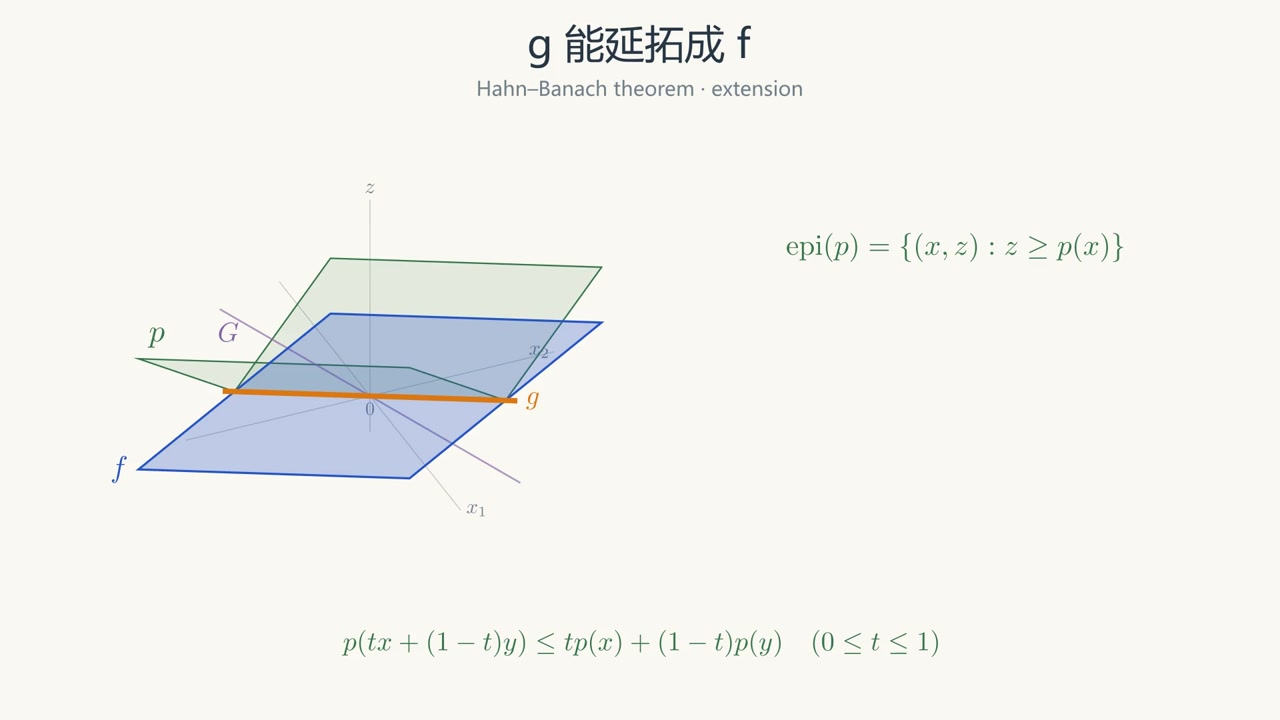 g 能延拓成 f
Hahn–Banach theorem · extension
z
epi(p) = {(x, z) : z ≥ p(x)}
p
G
x₂
g
0
f
x₁
p(tx + (1 − t)y) ≤ tp(x) + (1 − t)p(y) (0 ≤ t ≤ 1)